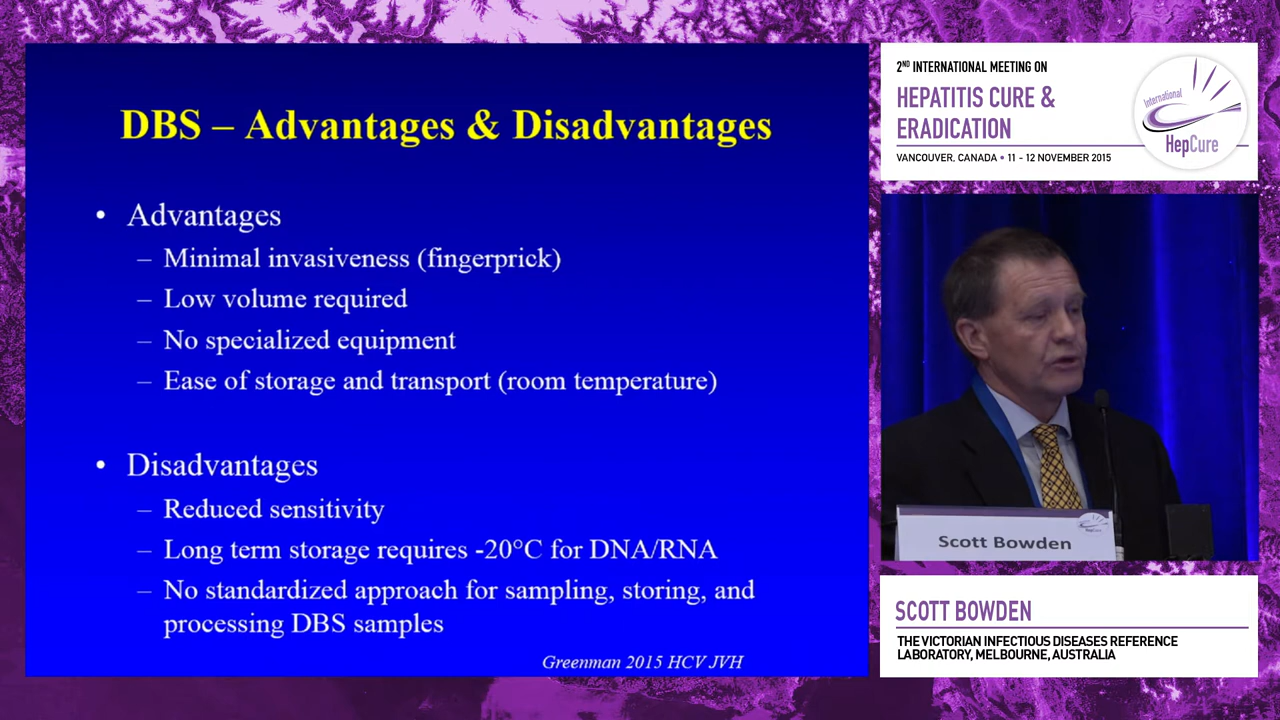 DBS – Advantages & Disadvantages
• Advantages
– Minimal invasiveness (fingerprick)
– Low volume required
– No specialized equipment
– Ease of storage and transport (room temperature)
• Disadvantages
– Reduced sensitivity
– Long term storage requires -20°C for DNA/RNA
– No standardized approach for sampling, storing, and
processing DBS samples
Greenman 2015 HCV JVH
2ND INTERNATIONAL MEETING ON
HEPATITIS CURE &
ERADICATION
VANCOUVER, CANADA • 11 - 12 NOVEMBER 2015
International
HepCure
Scott Bowden
HepCure
SCOTT BOWDEN
THE VICTORIAN INFECTIOUS DISEASES REFERENCE
LABORATORY, MELBOURNE, AUSTRALIA